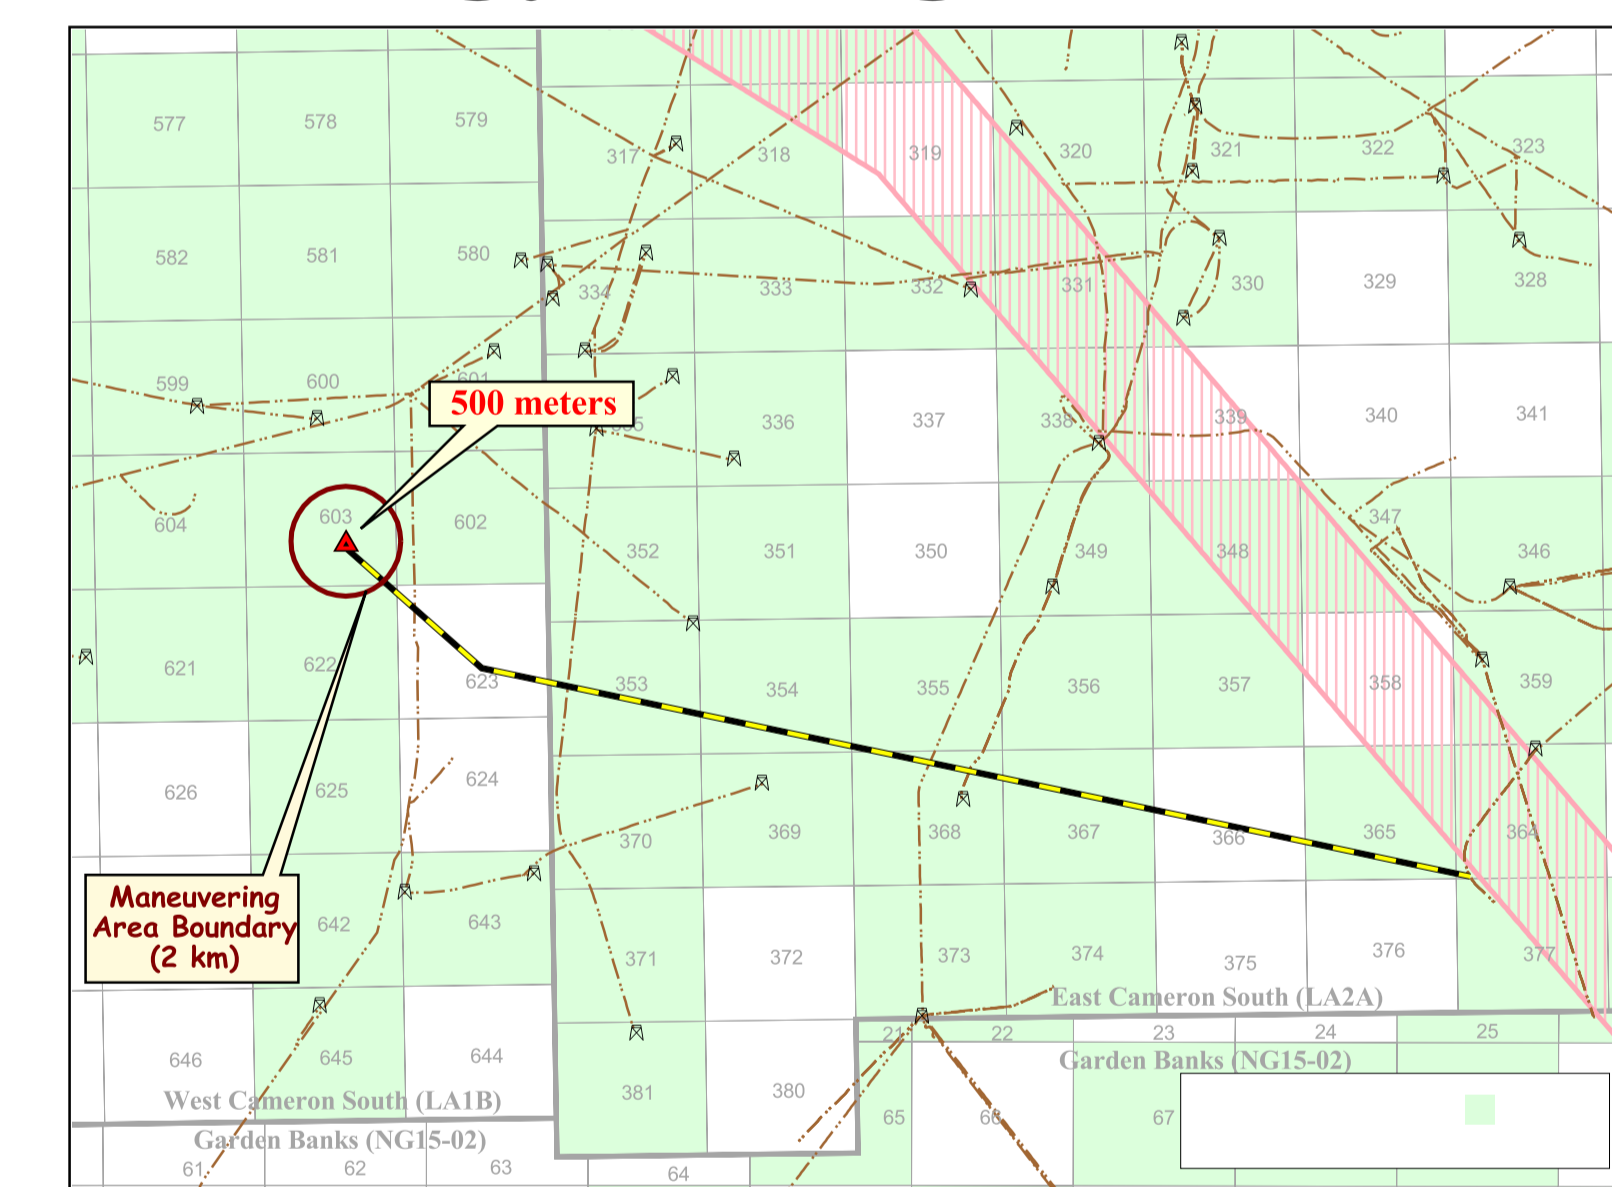 577 578 579
317 318 319 320 321 322 323
582 581 580
334 333 332 331 330 329 328
599 600 601
500 meters
336 337 338 339 340 341
604 603 602
352 351 350 349 348 347 346
621 622 623
353 354 355 356 357 358 359
626 625 624
370 369 368 367 366 365 364
Maneuvering
Area Boundary
(2 km)
642 643
371 372 373 374 375 376 377
East Cameron South (LA2A)
21 22 23 24 25
646 645 644
Garden Banks (NG15-02)
West Cameron South (LA1B)
381 380
65 66 67
Garden Banks (NG15-02)
61 62 63 64